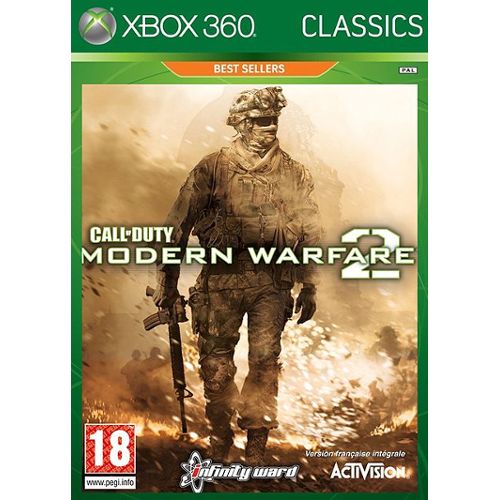 XBOX 360 CLASSICS
BEST SELLERS
PAL
CALL OF DUTY
MODERN WARFARE 2
18
www.pegi.info
infinity ward
Version française intégrale
ACTIVISION